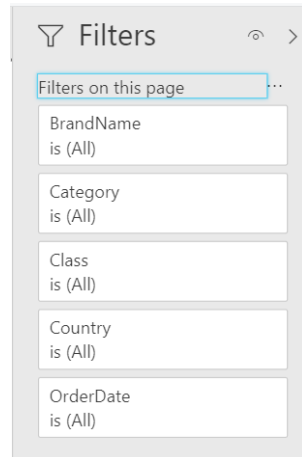 Filters
Filters on this page
BrandName
is (All)
Category
is (All)
Class
is (All)
Country
is (All)
OrderDate
is (All)